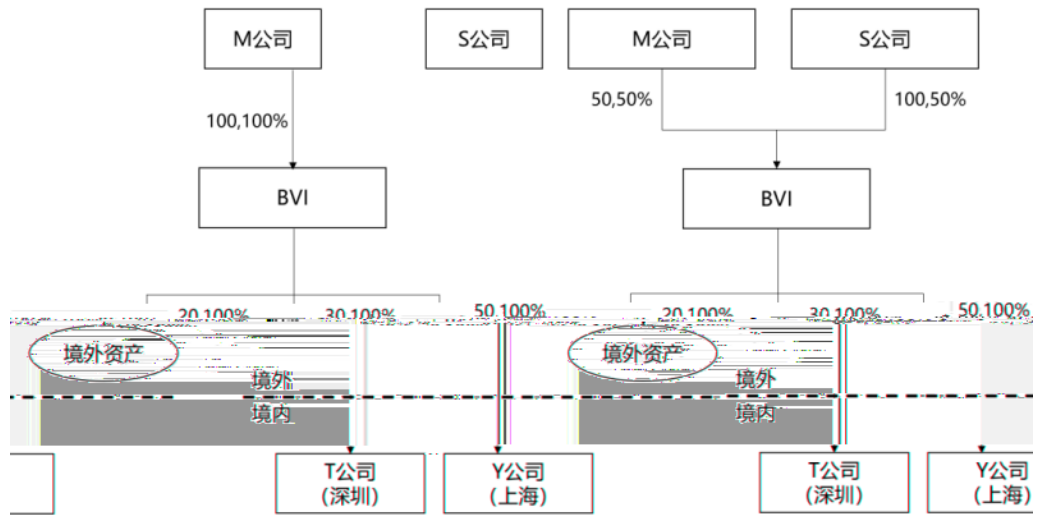 M公司
S公司
M公司
S公司
100,100%
50,50%
100,50%
BVI
BVI
20,100%
30,100%
50,100%
20,100%
30,100%
50,100%
境外资产
境外资产
境外
境外
境内
境内
T公司
(深圳)
Y公司
(上海)
T公司
(深圳)
Y公司
(上海)